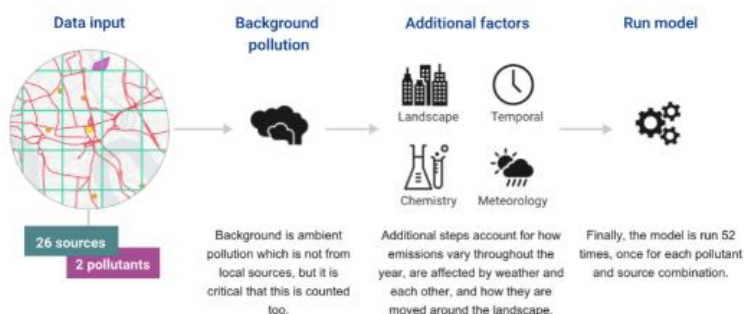 Data input
Background
pollution
Additional factors
Run model
Landscape
Temporal
Chemistry
Meteorology
26 sources
2 pollutants
Background is ambient
pollution which is not from
local sources, but it is
critical that this is counted
too.
Additional steps account for how
emissions vary throughout the
year, are affected by weather and
each other, and how they are
moved around the landscape.
Finally, the model is run 52
times, once for each pollutant
and source combination.